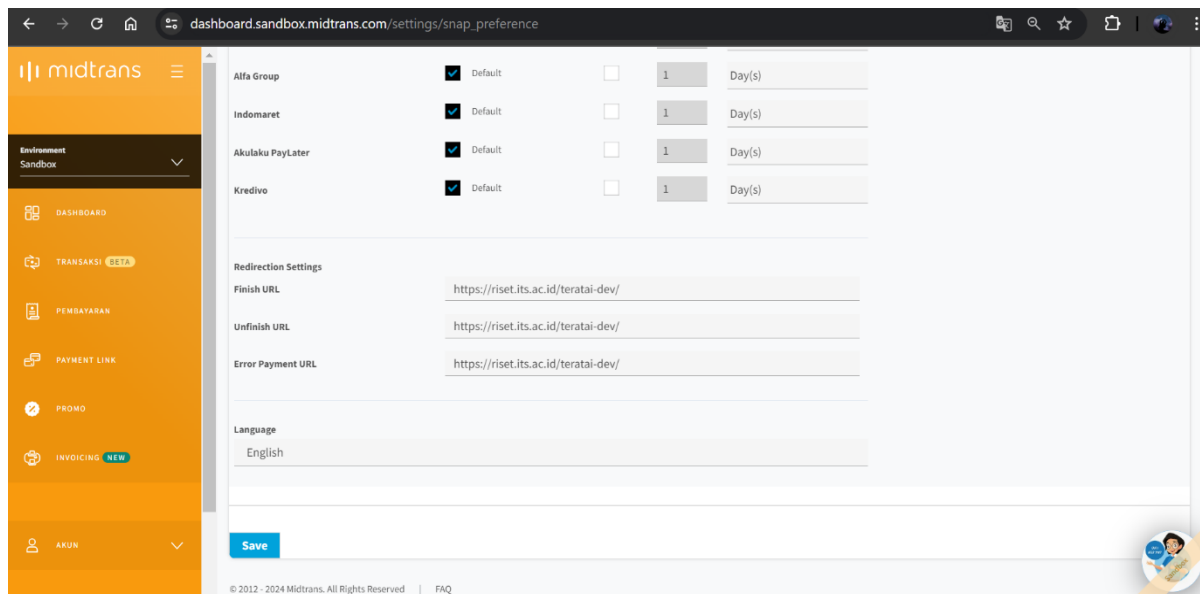 dashboard.sandbox.midtrans.com/settings/snap_preference
midtrans
Environment
Sandbox
DASHBOARD
TRANSAKSI BETA
PEMBAYARAN
PAYMENT LINK
PROMO
INVOICING NEW
AKUN
Alfa Group Default 1 Day(s)
Indomaret Default 1 Day(s)
Akulaku PayLater Default 1 Day(s)
Kredivo Default 1 Day(s)
Redirection Settings
Finish URL https://riset.its.ac.id/teratai-dev/
Unfinish URL https://riset.its.ac.id/teratai-dev/
Error Payment URL https://riset.its.ac.id/teratai-dev/
Language
English
Save
© 2012 - 2024 Midtrans. All Rights Reserved | FAQ